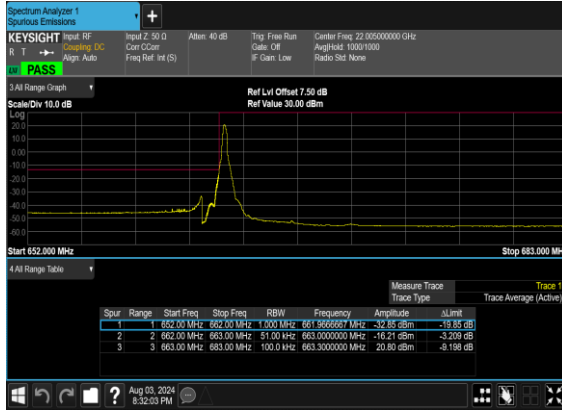 Spectrum Analyzer 1
Spurious Emissions
+
KEYSIGHT Input: RF Input Z: 50 Ω Atten: 40 dB Trig: Free Run Center Freq: 22.005000000 GHz
R T Coupling: DC Corr CCorr Gate: Off Avg|Hold: 1000/1000
Align: Auto Freq Ref: Int (S) IF Gain: Low Radio Std: None
PASS
3 All Range Graph
Ref Lvl Offset 7.50 dB
Scale/Div 10.0 dB Ref Value 30.00 dBm
Log
20.0
10.0
0.00
-10.0
-20.0
-30.0
-40.0
-50.0
-60.0
Start 652.000 MHz Stop 683.000 MH
4 All Range Table
Measure Trace Trace 1
Trace Type Trace Average (Active)
Spur Range Start Freq Stop Freq RBW Frequency Amplitude ΔLimit
1 1 652.00 MHz 662.00 MHz 1.000 MHz 661.9666667 MHz -32.85 dBm -19.85 dB
2 2 662.00 MHz 663.00 MHz 51.00 kHz 663.0000000 MHz -16.21 dBm -3.209 dB
3 3 663.00 MHz 683.00 MHz 100.0 kHz 663.3000000 MHz 20.80 dBm -9.198 dB
? Aug 03, 2024
8:32:03 PM